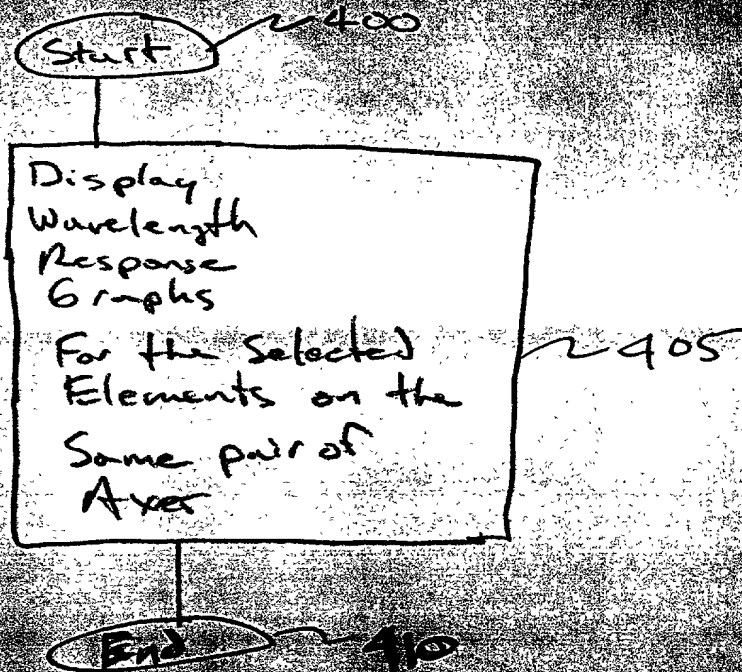 Start 400
Display
Wavelength
Response
Graphs
For the Selected
Elements on the
Same pair of
Axes
405
End 410